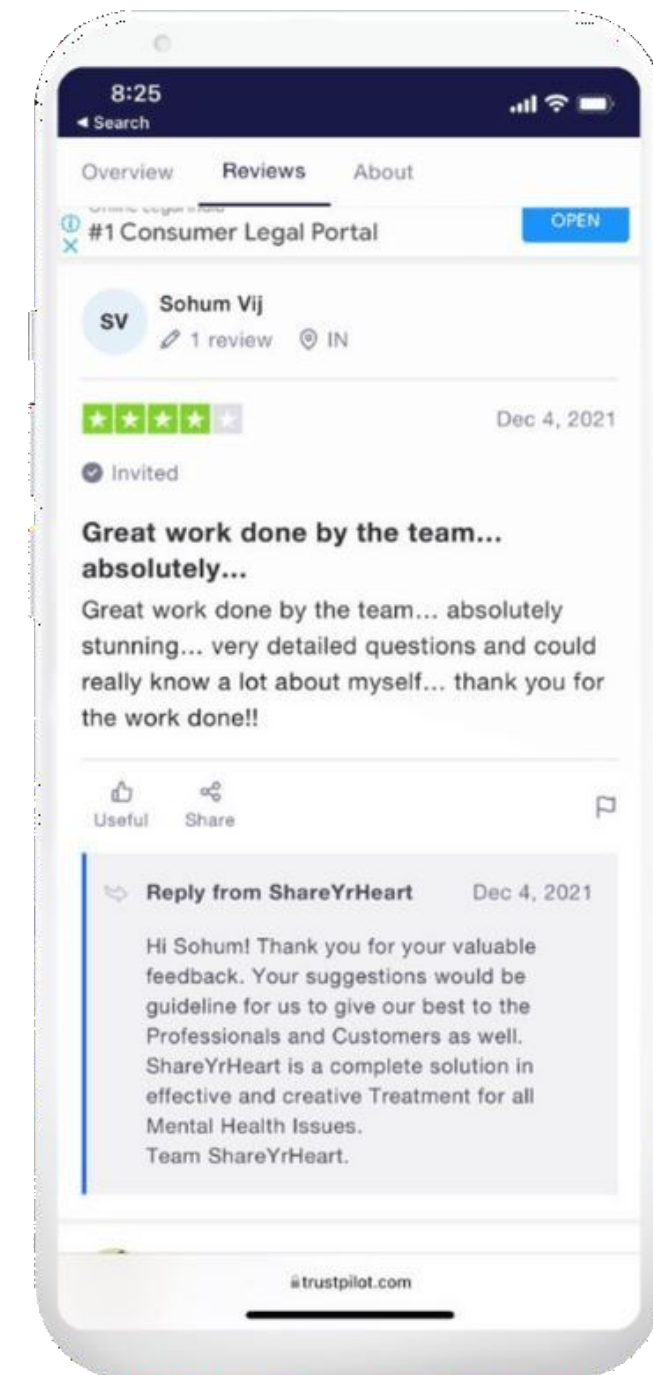 8:25
◄ Search
Overview Reviews About
#1 Consumer Legal Portal
OPEN
SV
Sohum Vij
1 review IN
Dec 4, 2021
Invited
Great work done by the team...
absolutely...
Great work done by the team... absolutely
stunning... very detailed questions and could
really know a lot about myself... thank you for
the work done!!
Useful Share
Reply from ShareYrHeart Dec 4, 2021
Hi Sohum! Thank you for your valuable
feedback. Your suggestions would be
guideline for us to give our best to the
Professionals and Customers as well.
ShareYrHeart is a complete solution in
effective and creative Treatment for all
Mental Health Issues.
Team ShareYrHeart.
trustpilot.com